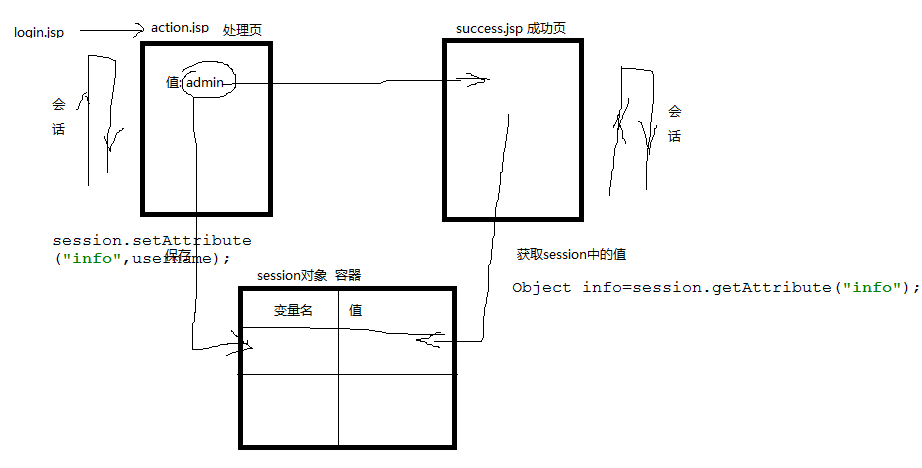 login.jsp
action.jsp 处理页
success.jsp 成功页
值: admin
会
话
会
话
session.setAttribute
("info",username);
保存
获取session中的值
Object info=session.getAttribute("info");
session对象 容器
变量名
值